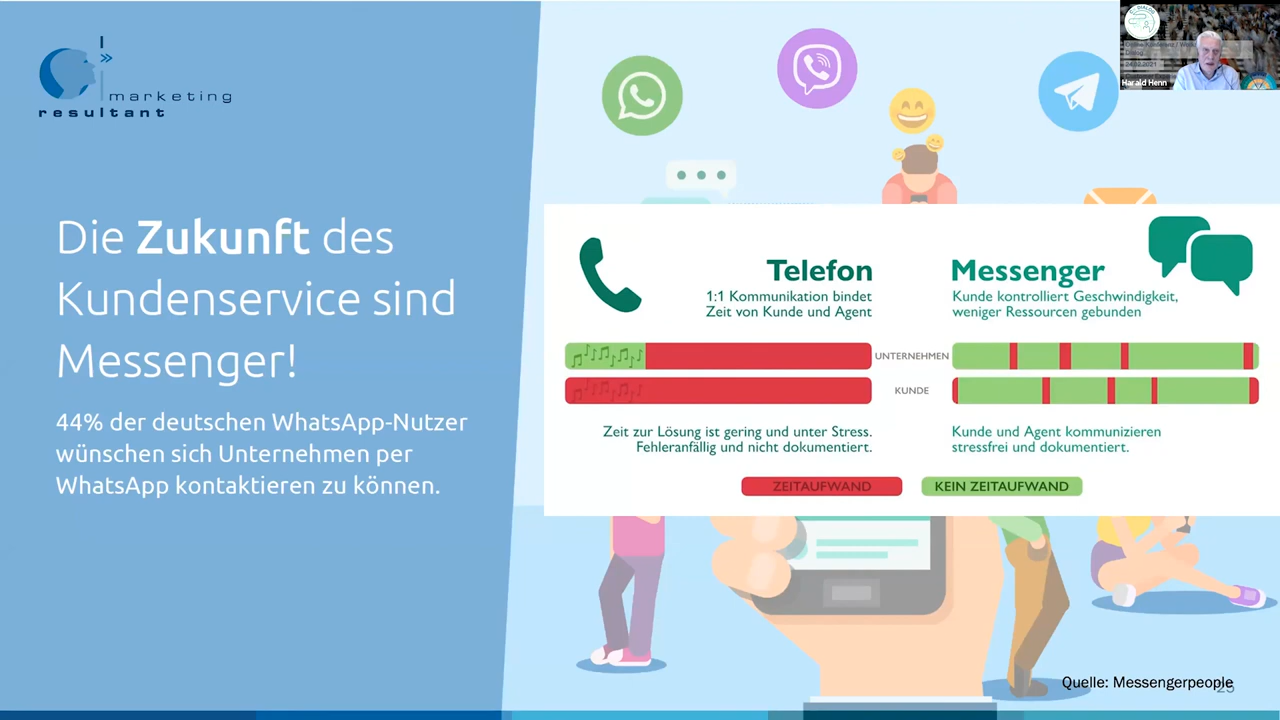 marketing
resultant
Die Zukunft des
Kundenservice sind
Messenger!
44% der deutschen WhatsApp-Nutzer
wünschen sich Unternehmen per
WhatsApp kontaktieren zu können.
Telefon
1:1 Kommunikation bindet
Zeit von Kunde und Agent
Messenger
Kunde kontrolliert Geschwindigkeit,
weniger Ressourcen gebunden
UNTERNEHMEN
KUNDE
Zeit zur Lösung ist gering und unter Stress.
Fehleranfällig und nicht dokumentiert.
Kunde und Agent kommunizieren
stressfrei und dokumentiert.
ZEITAUFWAND
KEIN ZEITAUFWAND
Quelle: Messengerpeople
Harald Henn